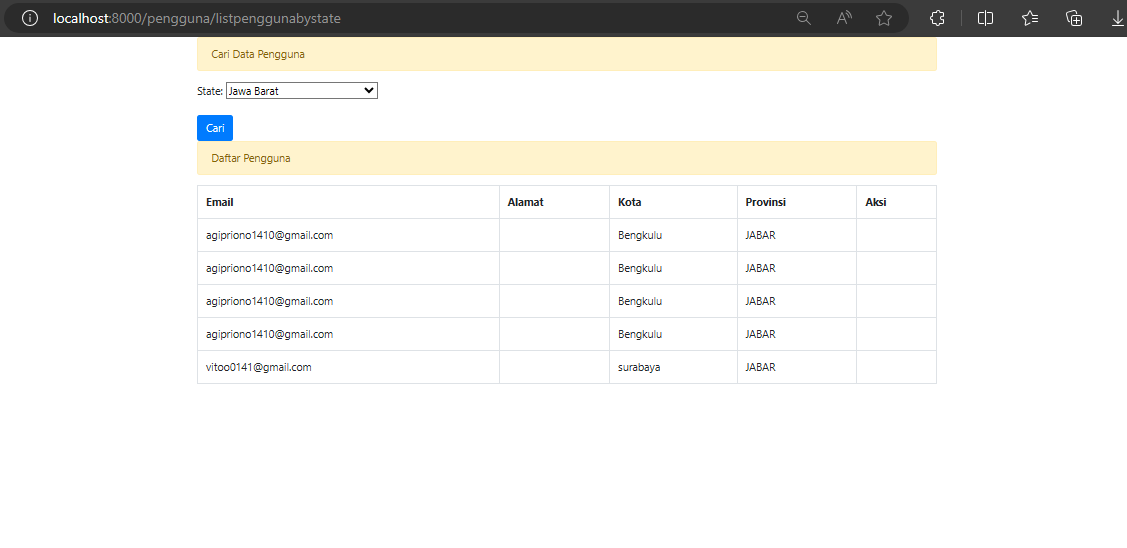 localhost:8000/pengguna/listpenggunabystate
Cari Data Pengguna
State: Jawa Barat
Cari
Daftar Pengguna
Email Alamat Kota Provinsi Aksi
agipriono1410@gmail.com Bengkulu JABAR
agipriono1410@gmail.com Bengkulu JABAR
agipriono1410@gmail.com Bengkulu JABAR
agipriono1410@gmail.com Bengkulu JABAR
vitoo0141@gmail.com surabaya JABAR